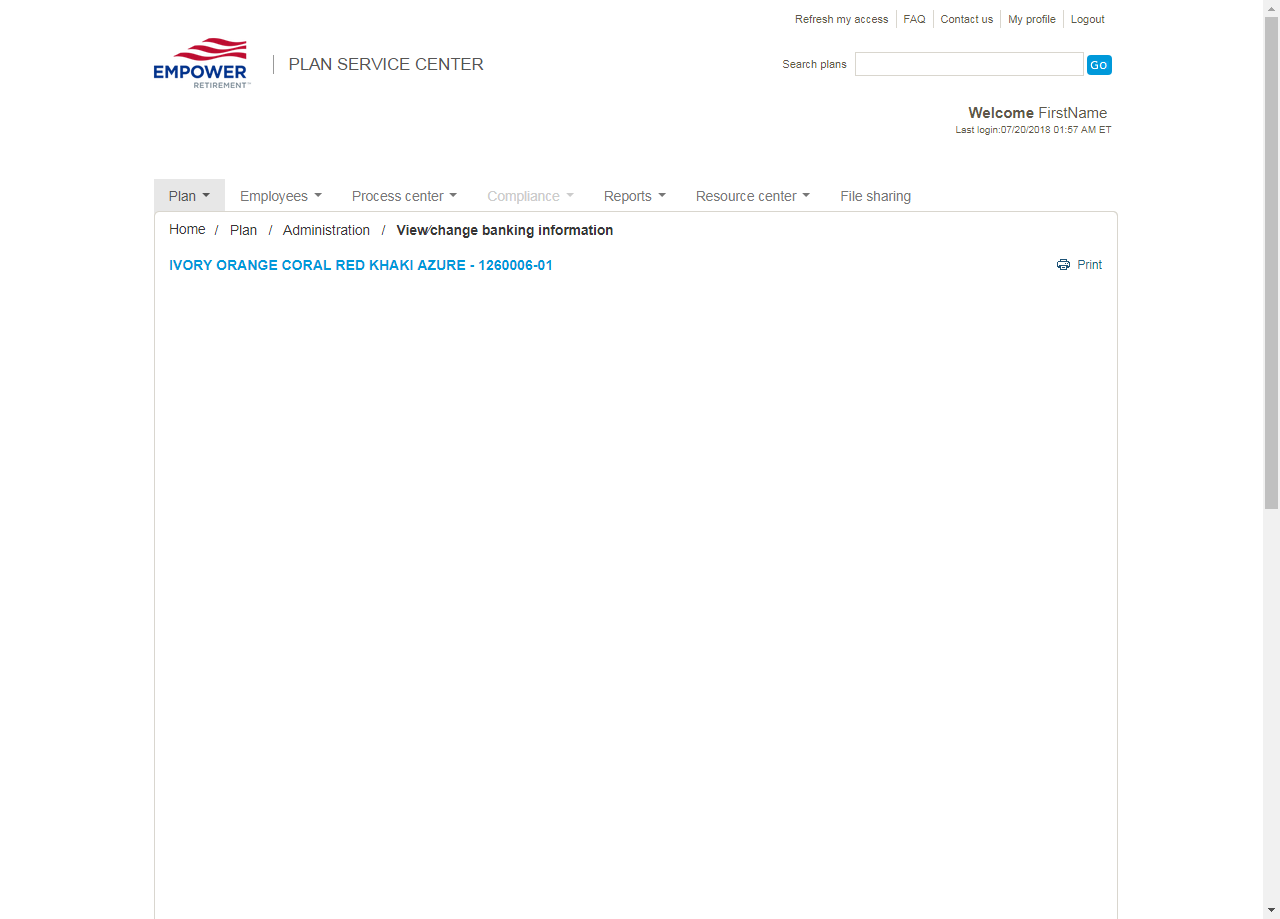 Refresh my access FAQ Contact us My profile Logout
EMPOWER
RETIREMENT™
PLAN SERVICE CENTER
Search plans Go
Welcome FirstName
Last login:07/20/2018 01:57 AM ET
Plan Employees Process center Compliance Reports Resource center File sharing
Home / Plan / Administration / View/change banking information
IVORY ORANGE CORAL RED KHAKI AZURE - 1260006-01
Print